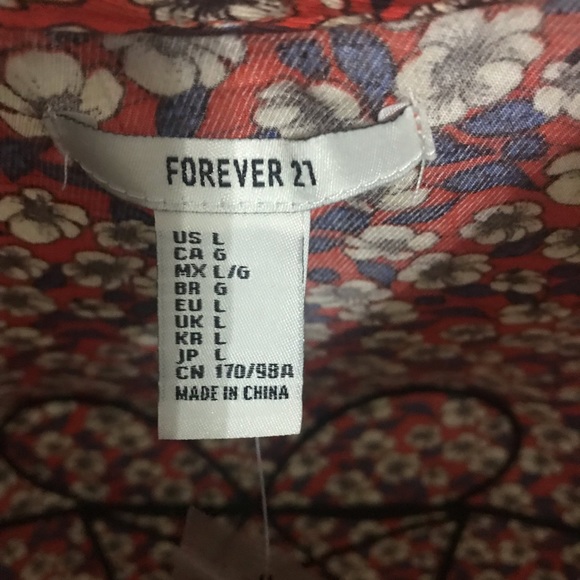 FOREVER 21
US L
CA G
MX L/G
BR G
EU L
UK L
KR L
JP L
CN 170/98A
MADE IN CHINA